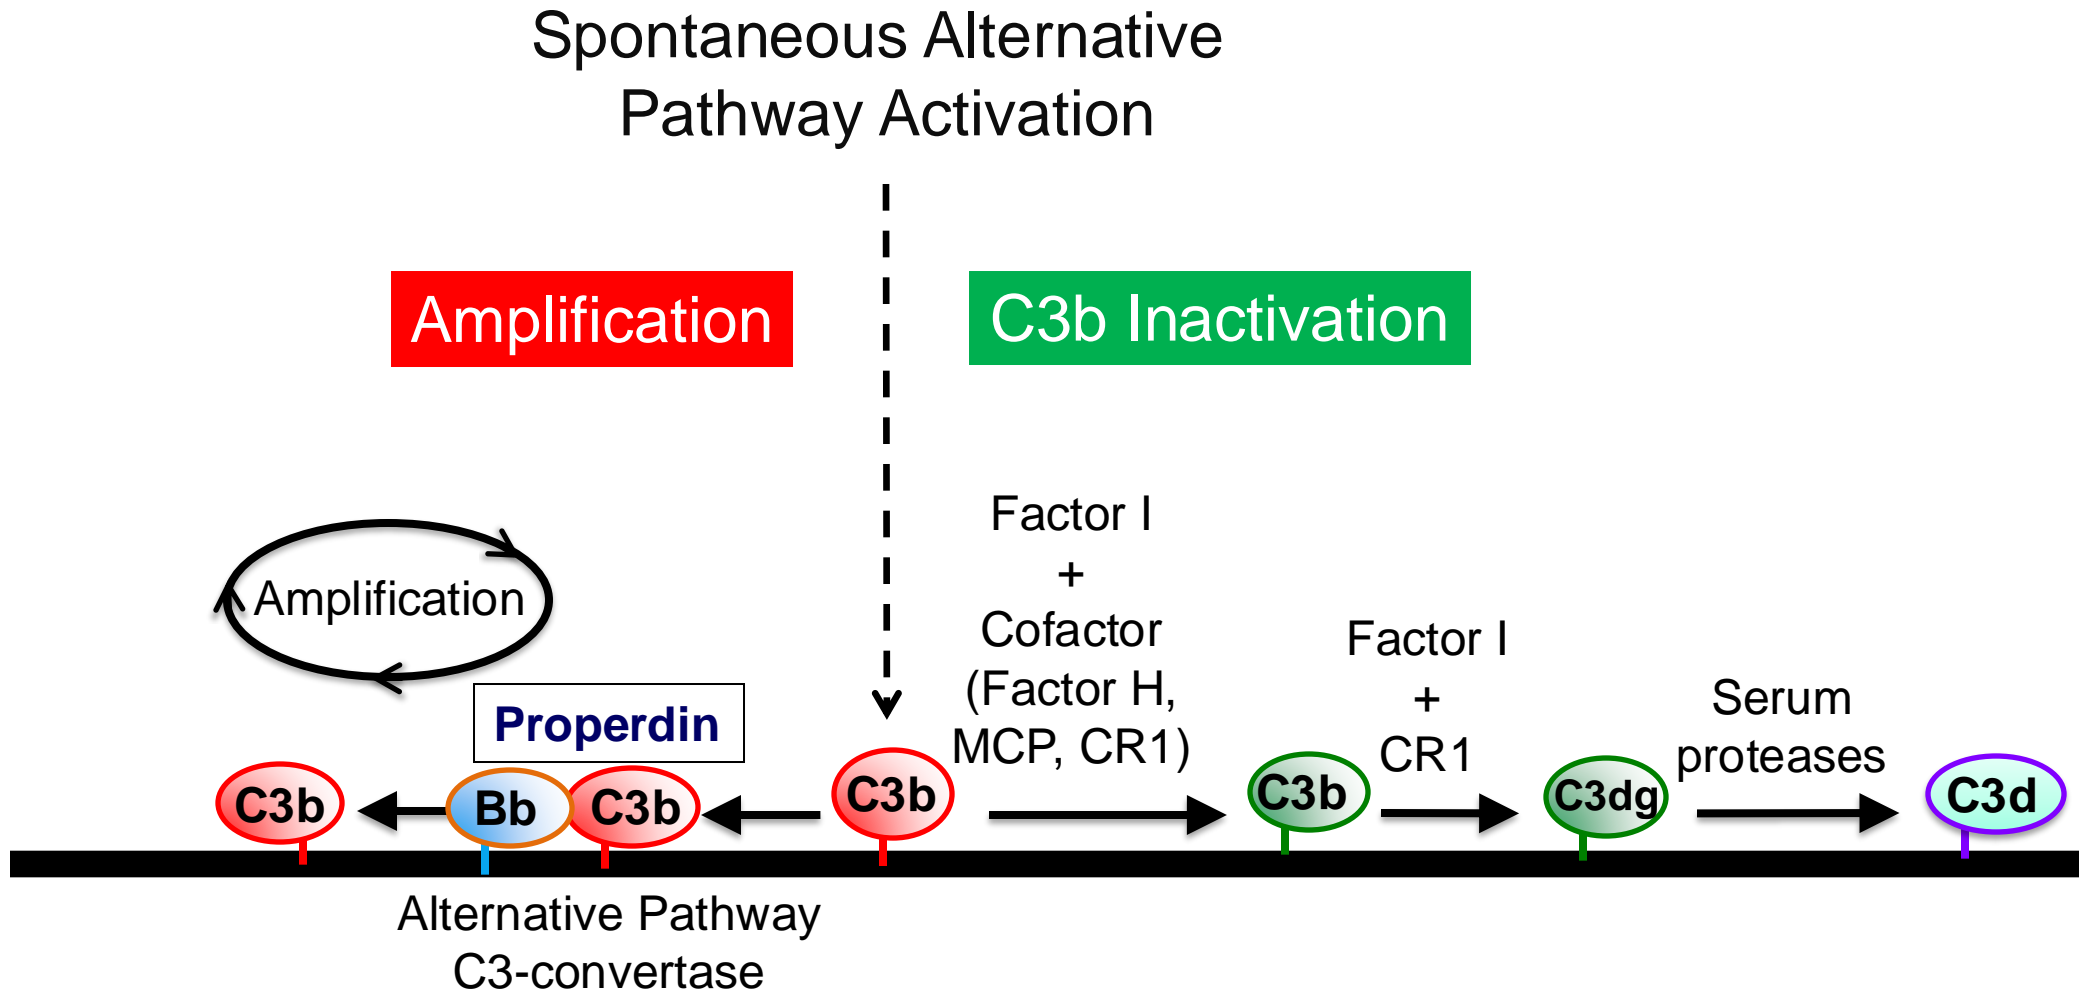 Spontaneous Alternative
Pathway Activation
Amplification
C3b Inactivation
Amplification
Properdin
Factor I
+
Cofactor
(Factor H,
MCP, CR1)
Factor I
+
CR1
Serum
proteases
C3b
Bb
C3b
C3b
C3b
C3dg
C3d
Alternative Pathway
C3-convertase